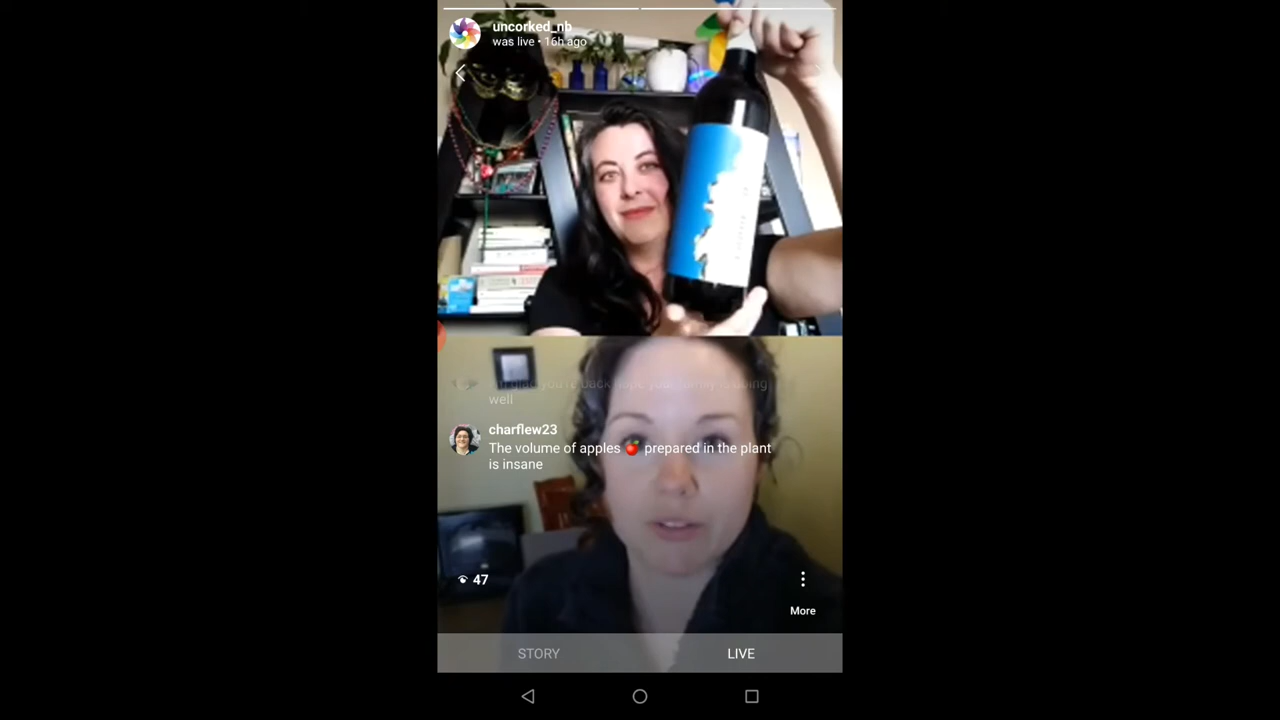 uncorked_nb
was live • 16h ago
well
charflew23
The volume of apples 🍎 prepared in the plant
is insane
47
More
STORY
LIVE